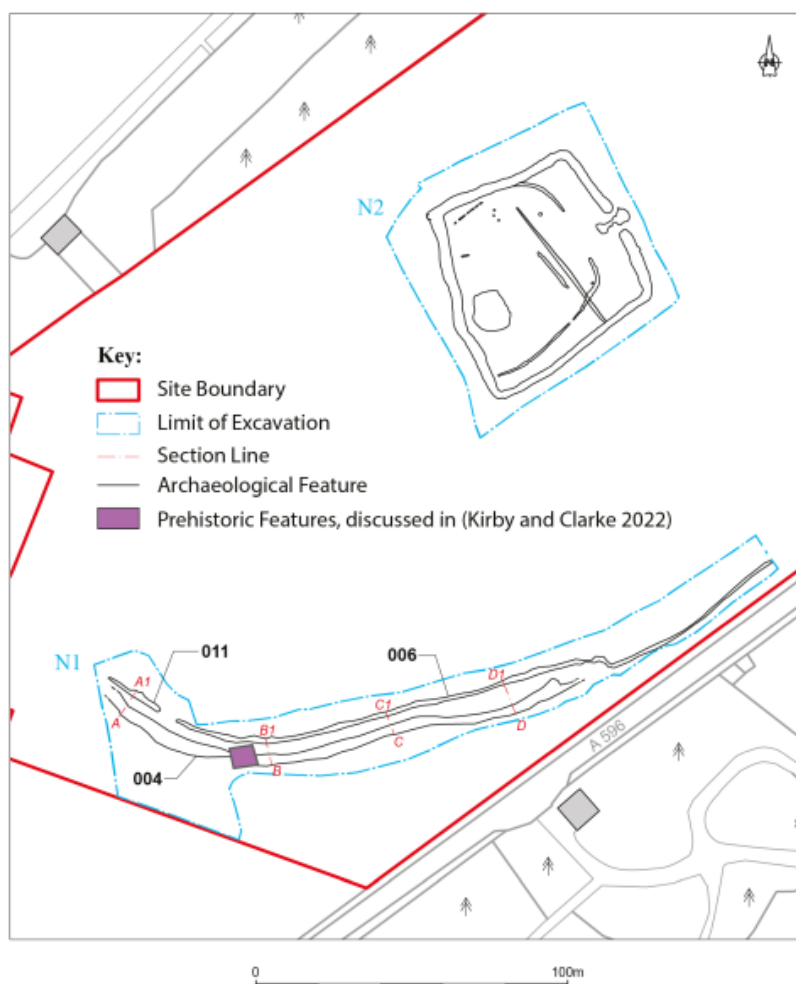 N
N2
Key:
Site Boundary
Limit of Excavation
Section Line
Archaeological Feature
Prehistoric Features, discussed in (Kirby and Clarke 2022)
N1
A1
011
006
D1
C1
A
B1
D
C
B
004
A 596
0 100m